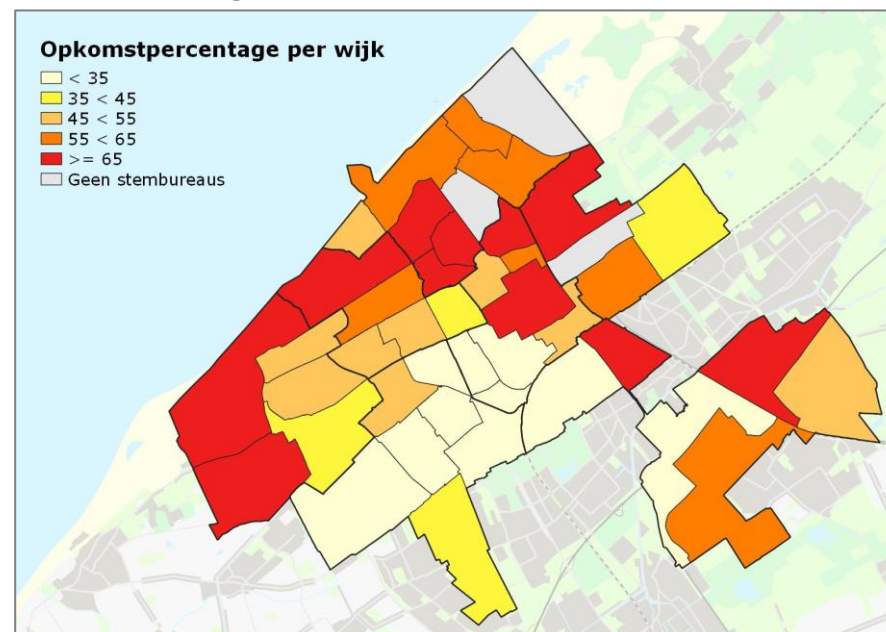 Opkomstpercentage per wijk
< 35
35 < 45
45 < 55
55 < 65
>= 65
Geen stembureaus